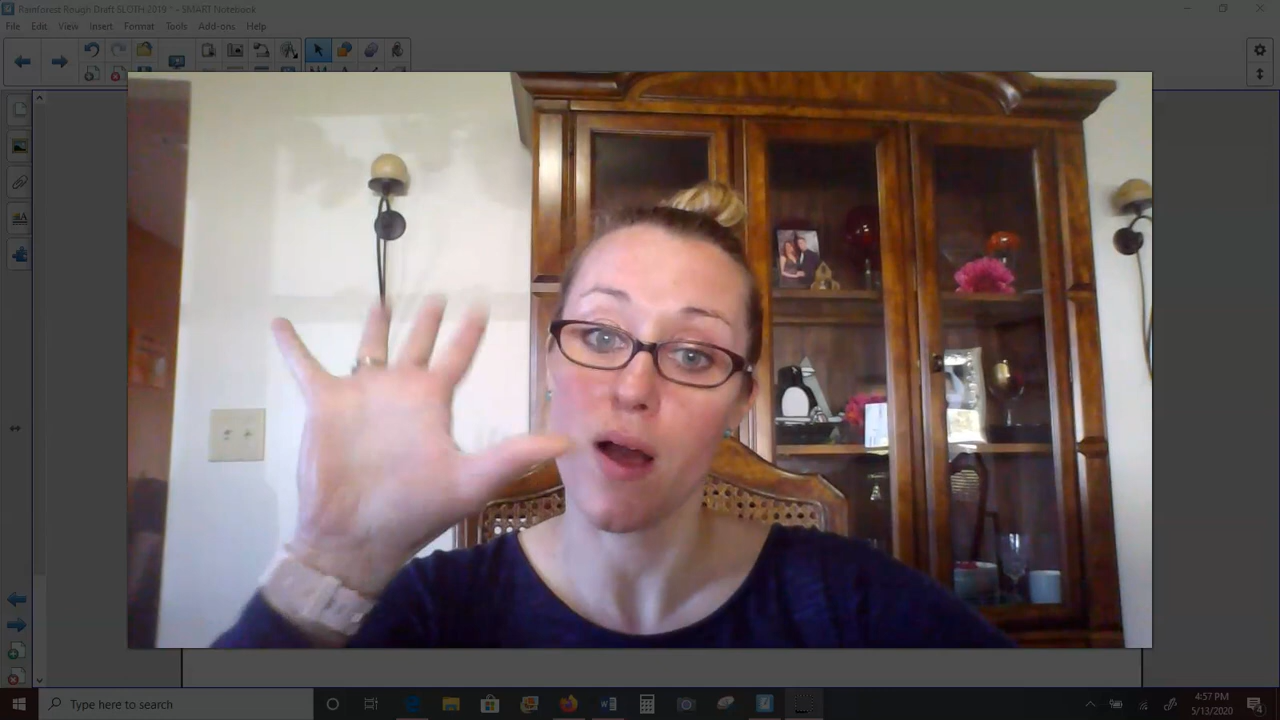 Rainforest Rough Draft SLOTH 2019 * - SMART Notebook
File Edit View Insert Format Tools Add-ons Help
Type here to search
4:57 PM
5/13/2020
4